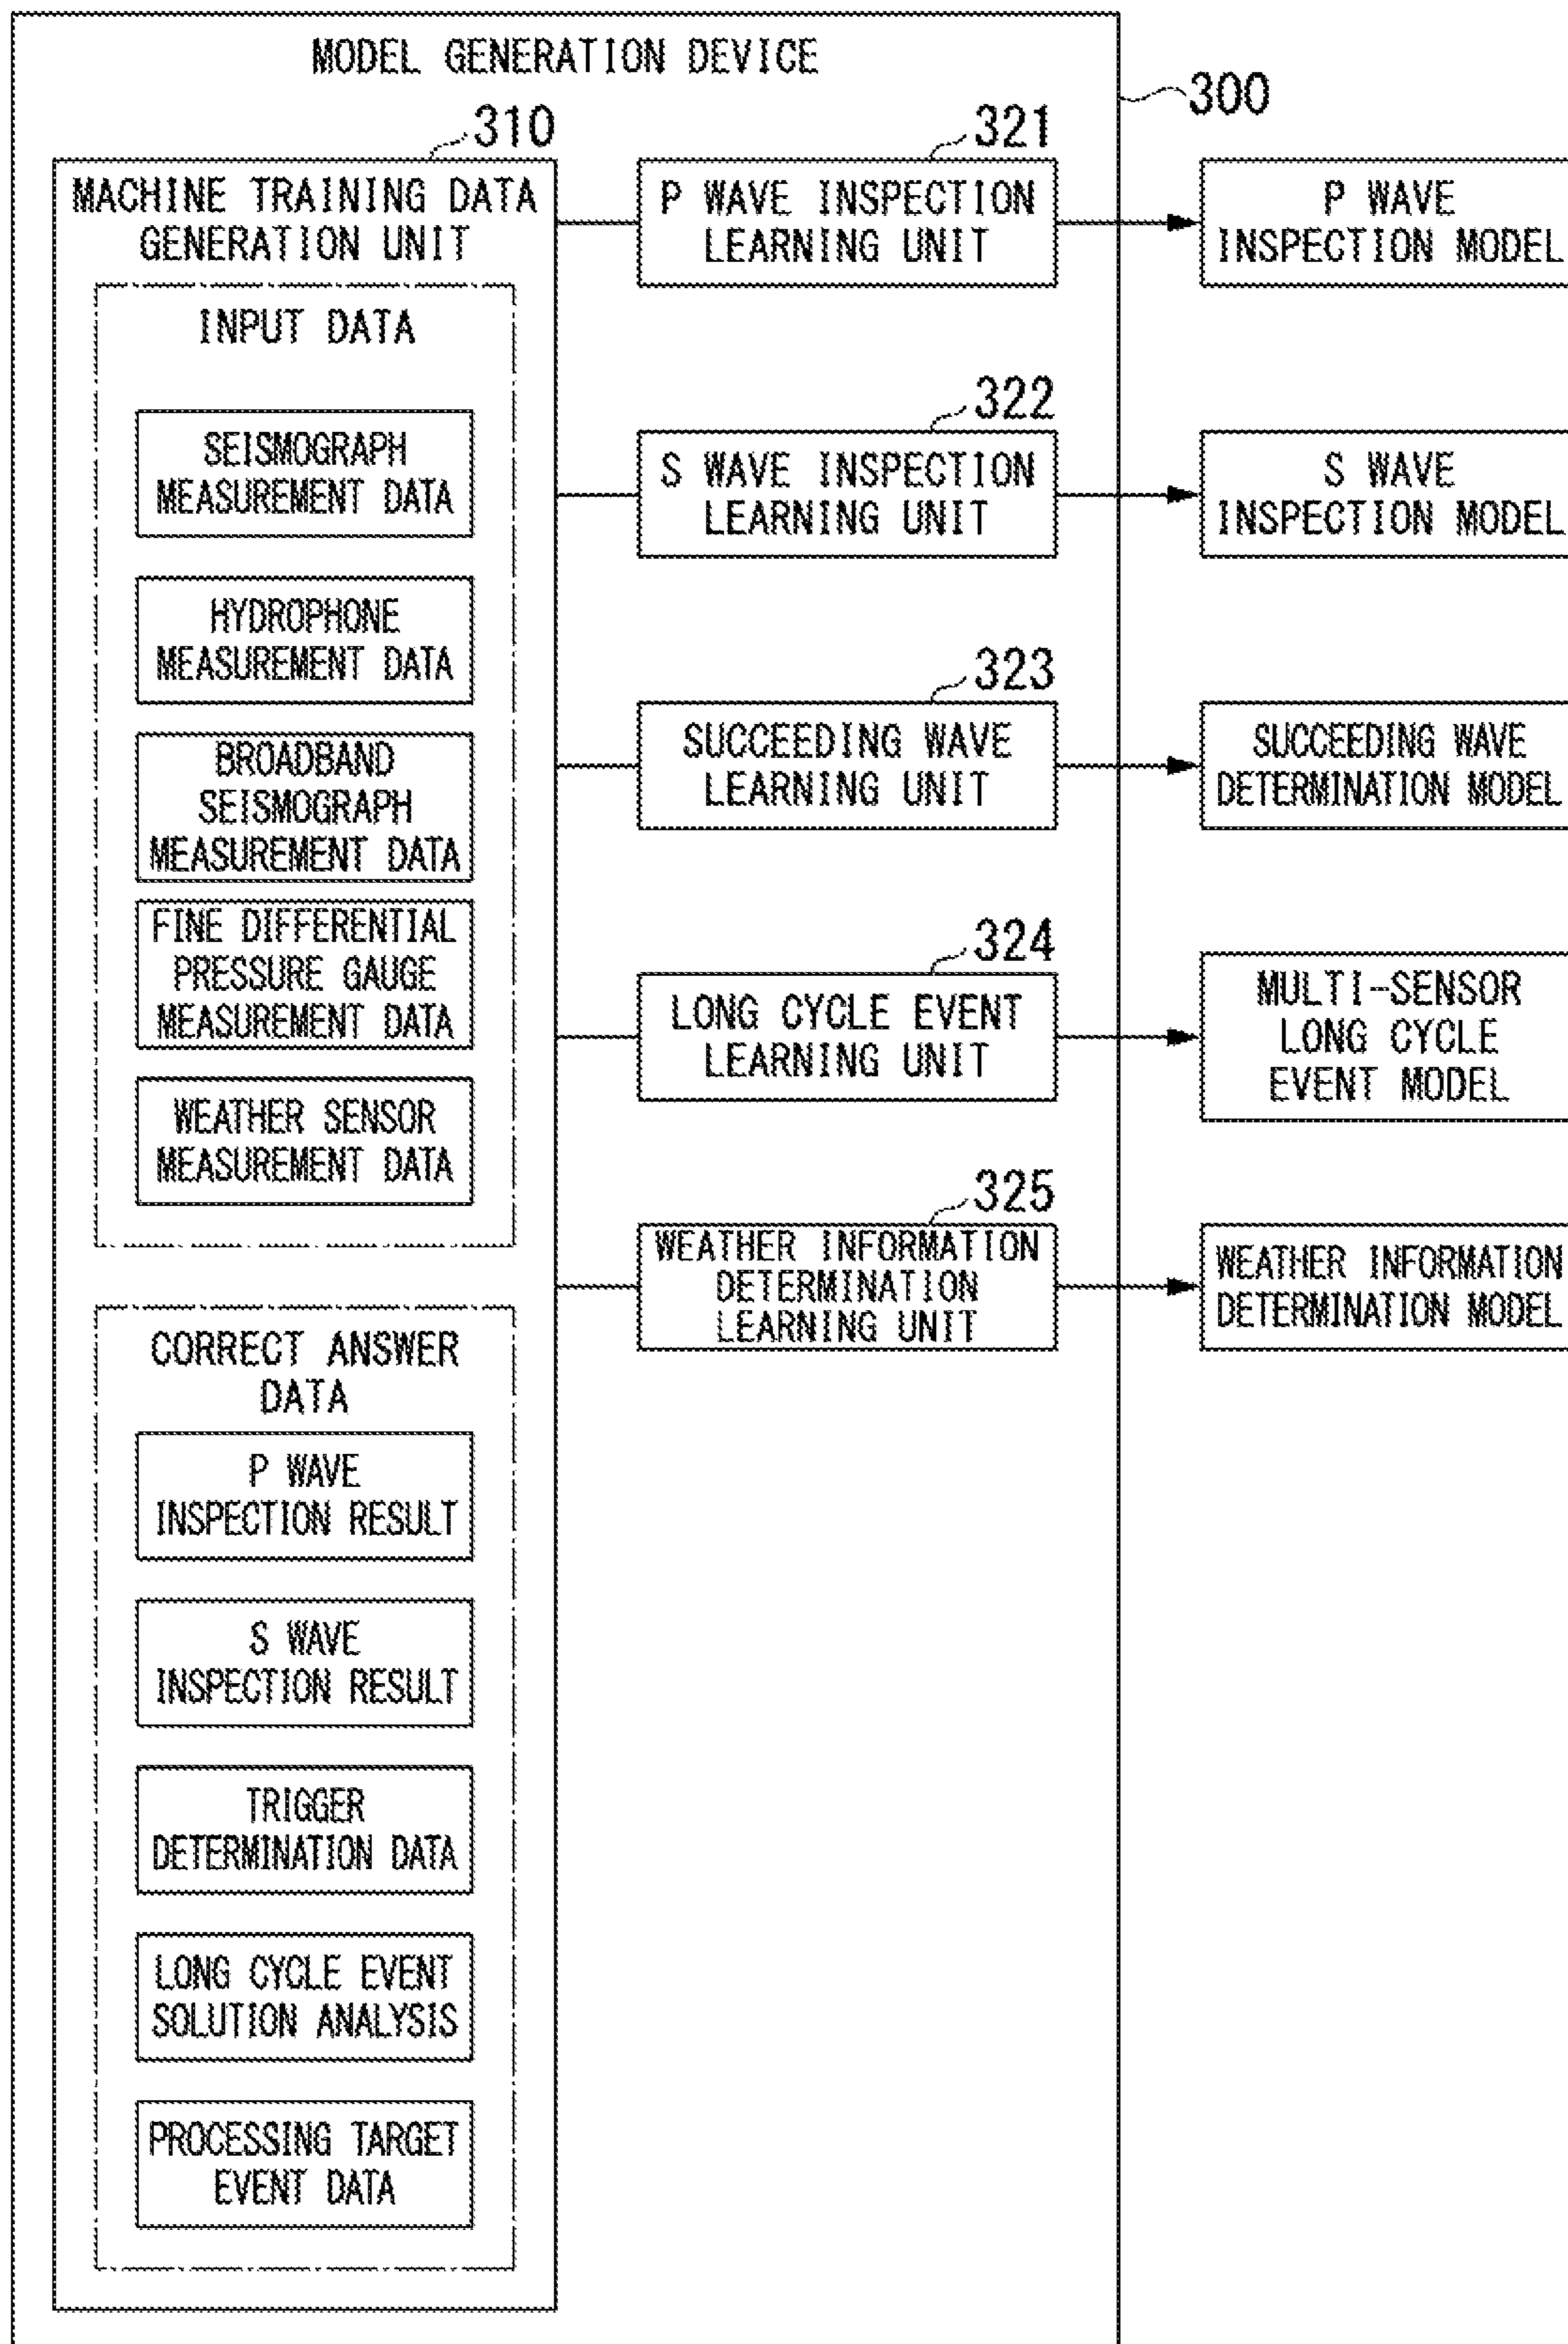 MODEL GENERATION DEVICE
300
310
MACHINE TRAINING DATA
GENERATION UNIT
INPUT DATA
SEISMOGRAPH
MEASUREMENT DATA
HYDROPHONE
MEASUREMENT DATA
BROADBAND
SEISMOGRAPH
MEASUREMENT DATA
FINE DIFFERENTIAL
PRESSURE GAUGE
MEASUREMENT DATA
WEATHER SENSOR
MEASUREMENT DATA
CORRECT ANSWER
DATA
P WAVE
INSPECTION RESULT
S WAVE
INSPECTION RESULT
TRIGGER
DETERMINATION DATA
LONG CYCLE EVENT
SOLUTION ANALYSIS
PROCESSING TARGET
EVENT DATA
321
P WAVE INSPECTION
LEARNING UNIT
P WAVE
INSPECTION MODEL
322
S WAVE INSPECTION
LEARNING UNIT
S WAVE
INSPECTION MODEL
323
SUCCEEDING WAVE
LEARNING UNIT
SUCCEEDING WAVE
DETERMINATION MODEL
324
LONG CYCLE EVENT
LEARNING UNIT
MULTI-SENSOR
LONG CYCLE
EVENT MODEL
325
WEATHER INFORMATION
DETERMINATION
LEARNING UNIT
WEATHER INFORMATION
DETERMINATION MODEL